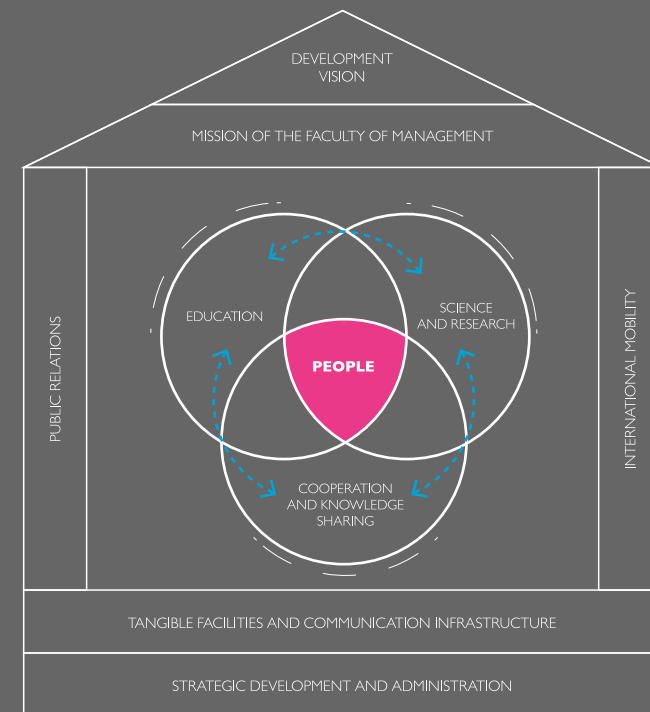 DEVELOPMENT
VISION
MISSION OF THE FACULTY OF MANAGEMENT
PUBLIC RELATIONS
EDUCATION
SCIENCE
AND RESEARCH
PEOPLE
COOPERATION
AND KNOWLEDGE
SHARING
INTERNATIONAL MOBILITY
TANGIBLE FACILITIES AND COMMUNICATION INFRASTRUCTURE
STRATEGIC DEVELOPMENT AND ADMINISTRATION